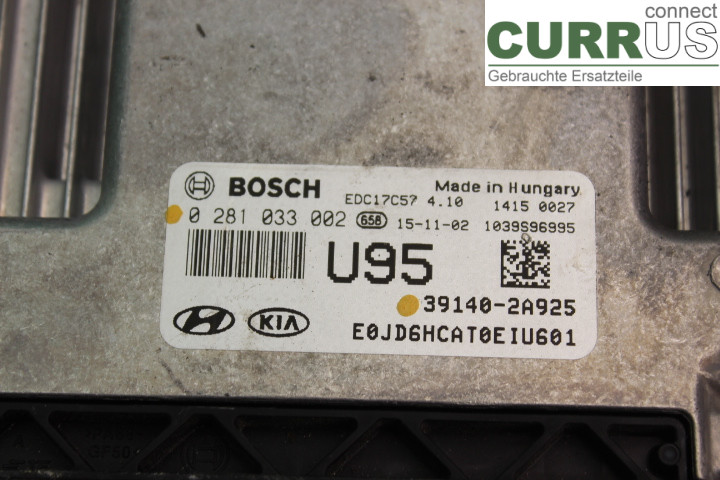 connect
CURRUS
Gebrauchte Ersatzteile
BOSCH EDC17C57 4.10 Made in Hungary
1415 0027
0 281 033 002 658 15-11-02 1039S96995
U95
39140-2A925
KIA E0JD6HCAT0EIU601